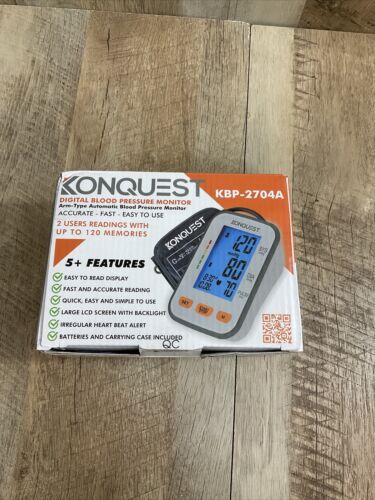 KONQUEST
KBP-2704A
DIGITAL BLOOD PRESSURE MONITOR
Arm-Type Automatic Blood Pressure Monitor
ACCURATE - FAST - EASY TO USE
2 USERS READINGS WITH
UP TO 120 MEMORIES
5+ FEATURES
EASY TO READ DISPLAY
FAST AND ACCURATE READING
QUICK, EASY AND SIMPLE TO USE
LARGE LCD SCREEN WITH BACKLIGHT
IRREGULAR HEART BEAT ALERT
BATTERIES AND CARRYING CASE INCLUDED
QC
KONQUEST
KONQUEST
120
80
70
SET
M